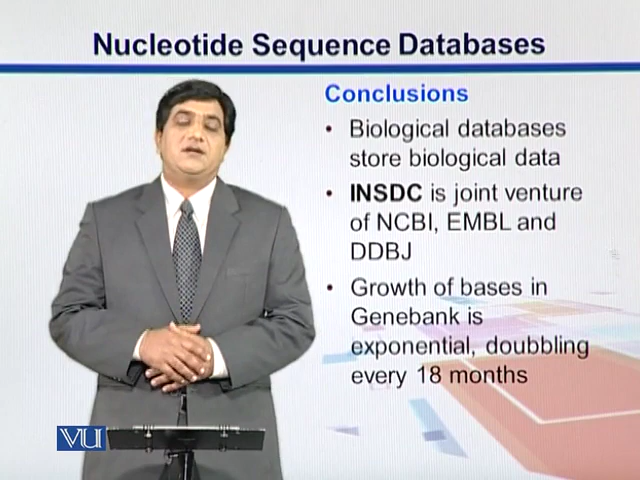 Nucleotide Sequence Databases
Conclusions
• Biological databases
store biological data
• INSDC is joint venture
of NCBI, EMBL and
DDBJ
• Growth of bases in
Genebank is
exponential, doubbling
every 18 months
VU